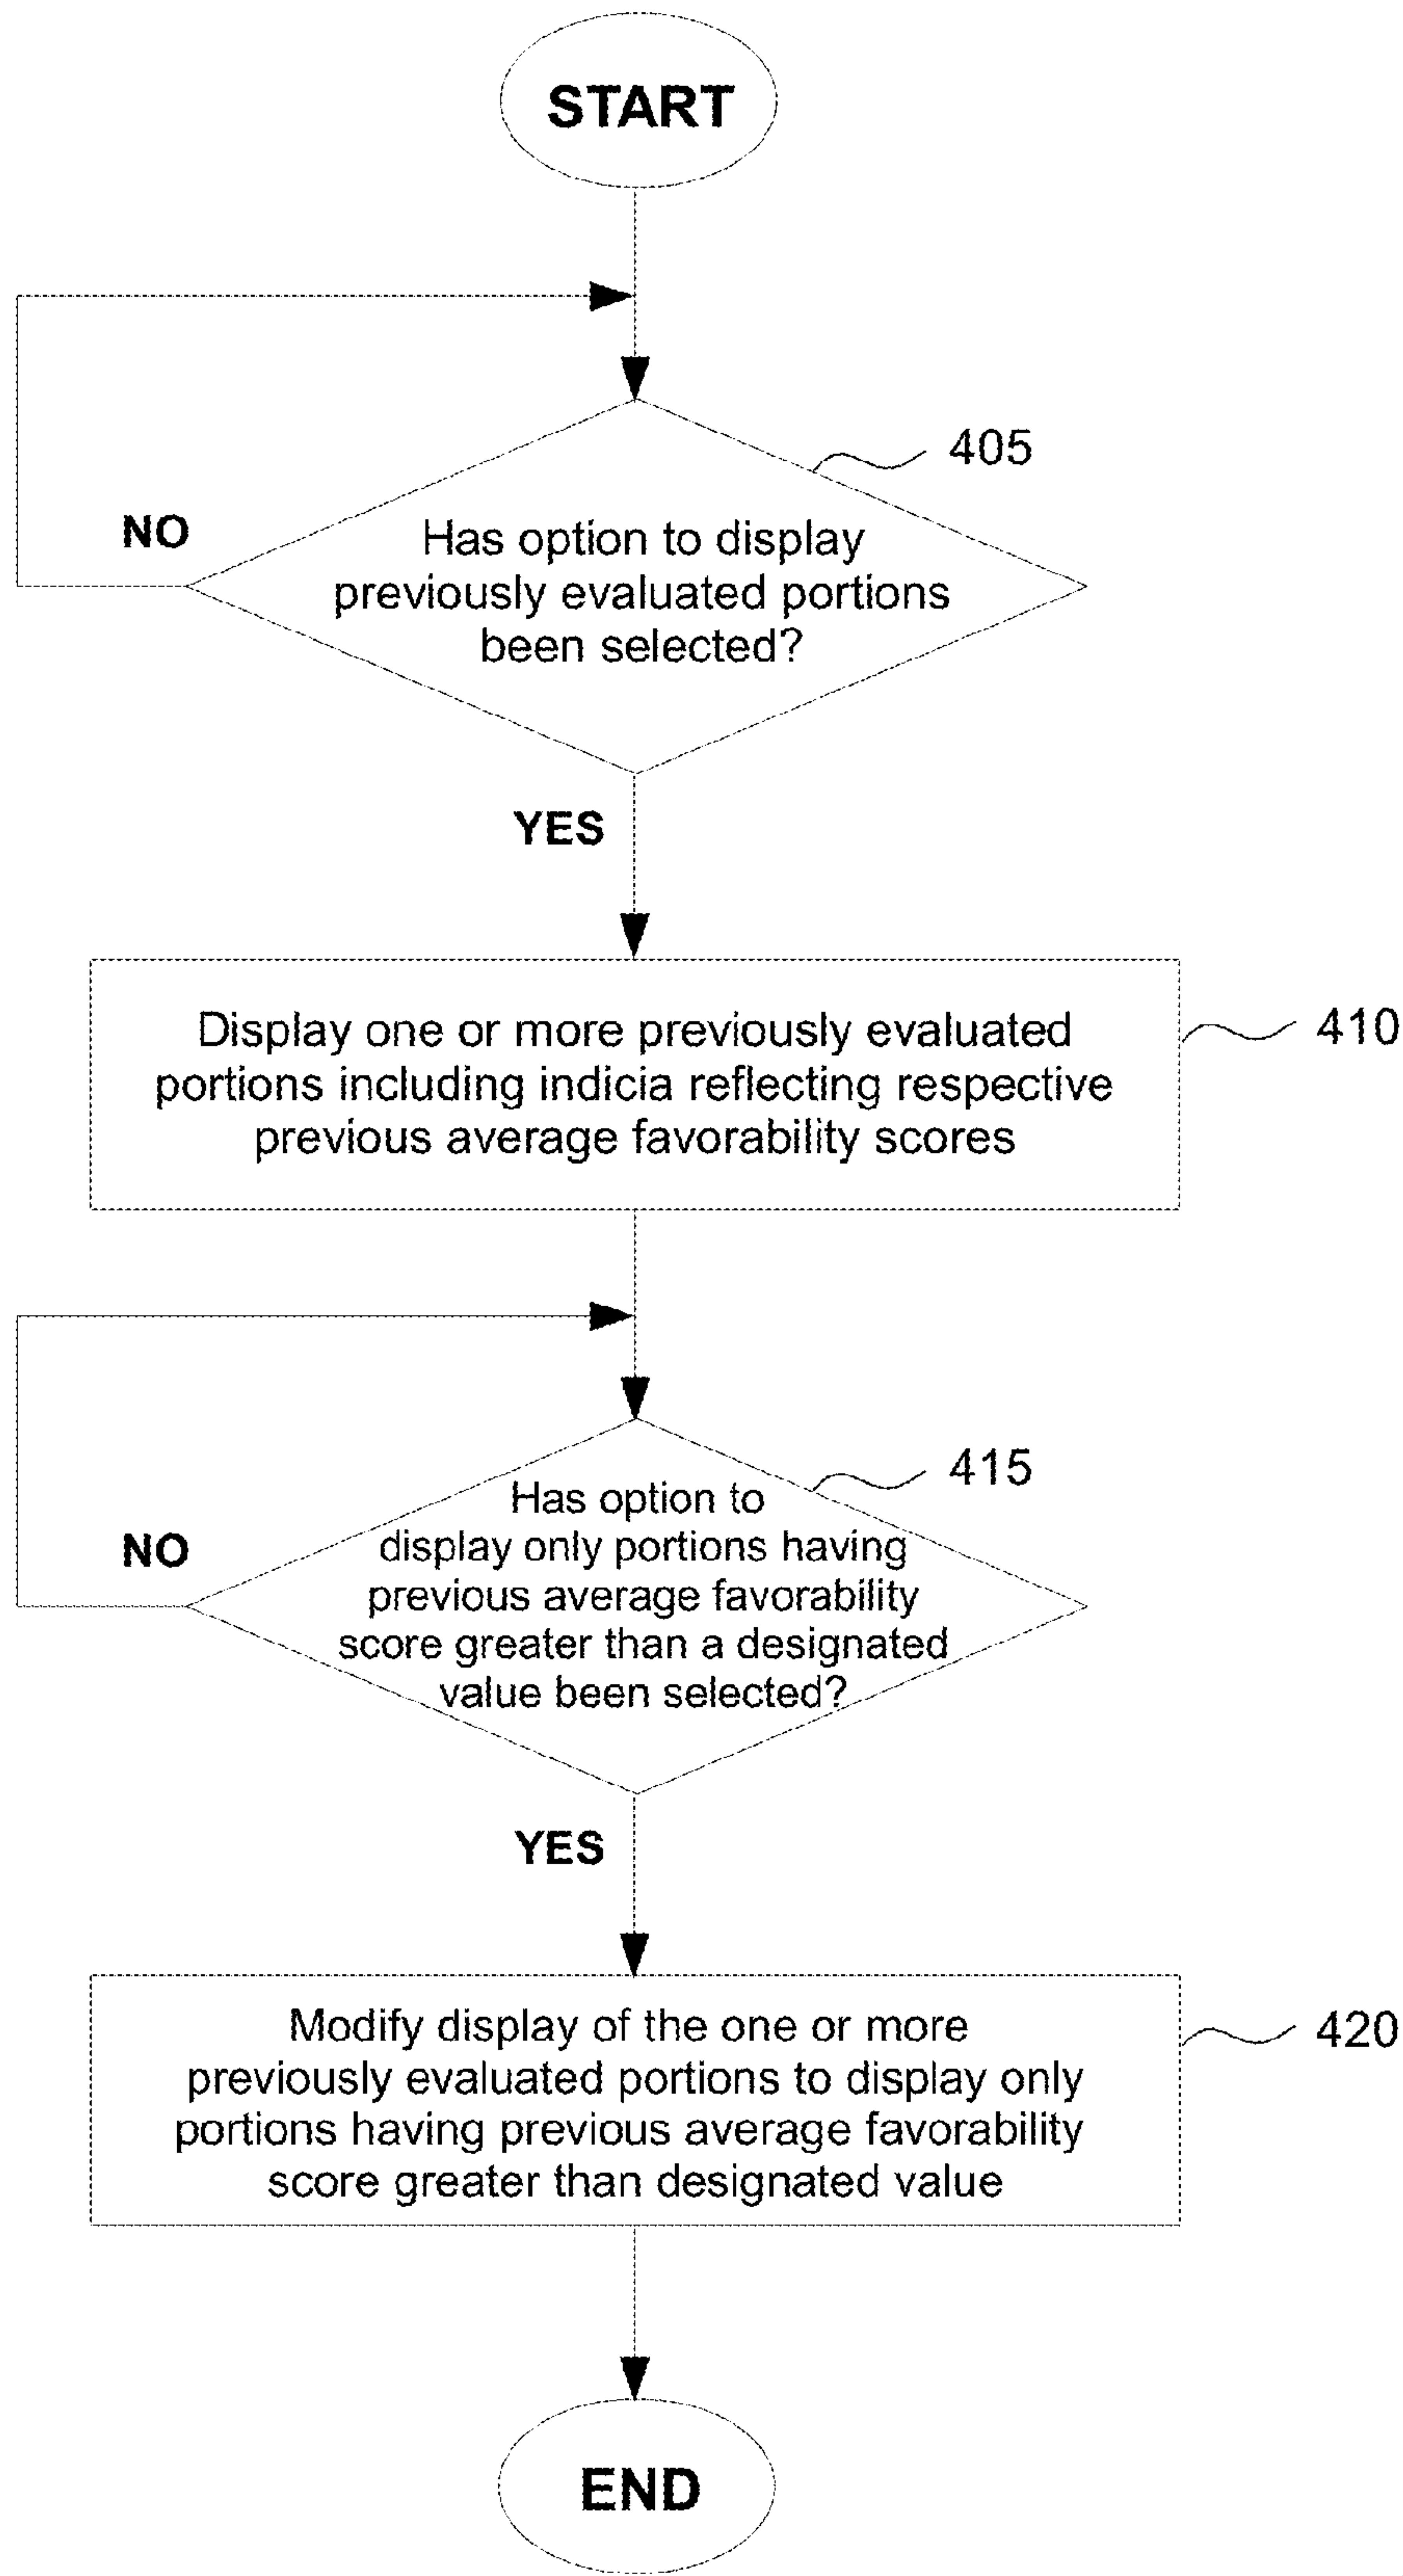 START
405
NO
Has option to display
previously evaluated portions
been selected?
YES
Display one or more previously evaluated
portions including indicia reflecting respective
previous average favorability scores
410
415
Has option to
display only portions having
previous average favorability
score greater than a designated
value been selected?
NO
YES
Modify display of the one or more
previously evaluated portions to display only
portions having previous average favorability
score greater than designated value
420
END